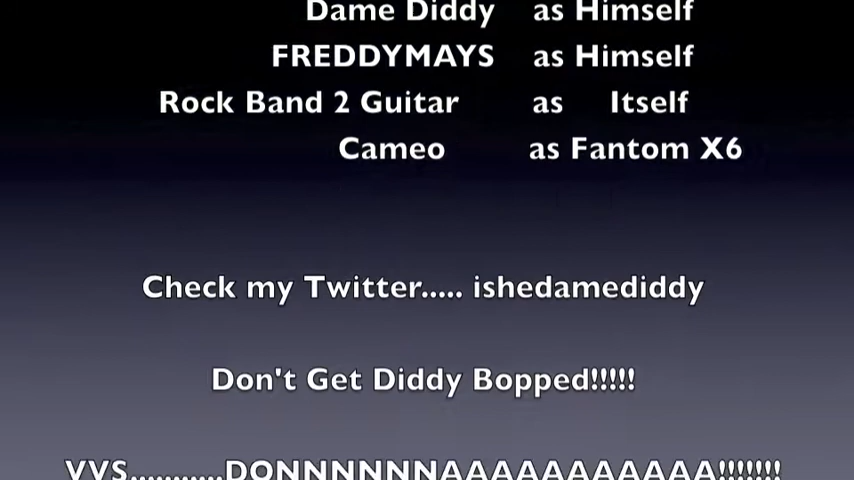 Dame Diddy as Himself
FREDDYMAYS as Himself
Rock Band 2 Guitar as Itself
Cameo as Fantom X6
Check my Twitter..... ishedamediddy
Don't Get Diddy Bopped!!!!!
VVS...........DONNNNNNAAAAAAAAAAA!!!!!!!